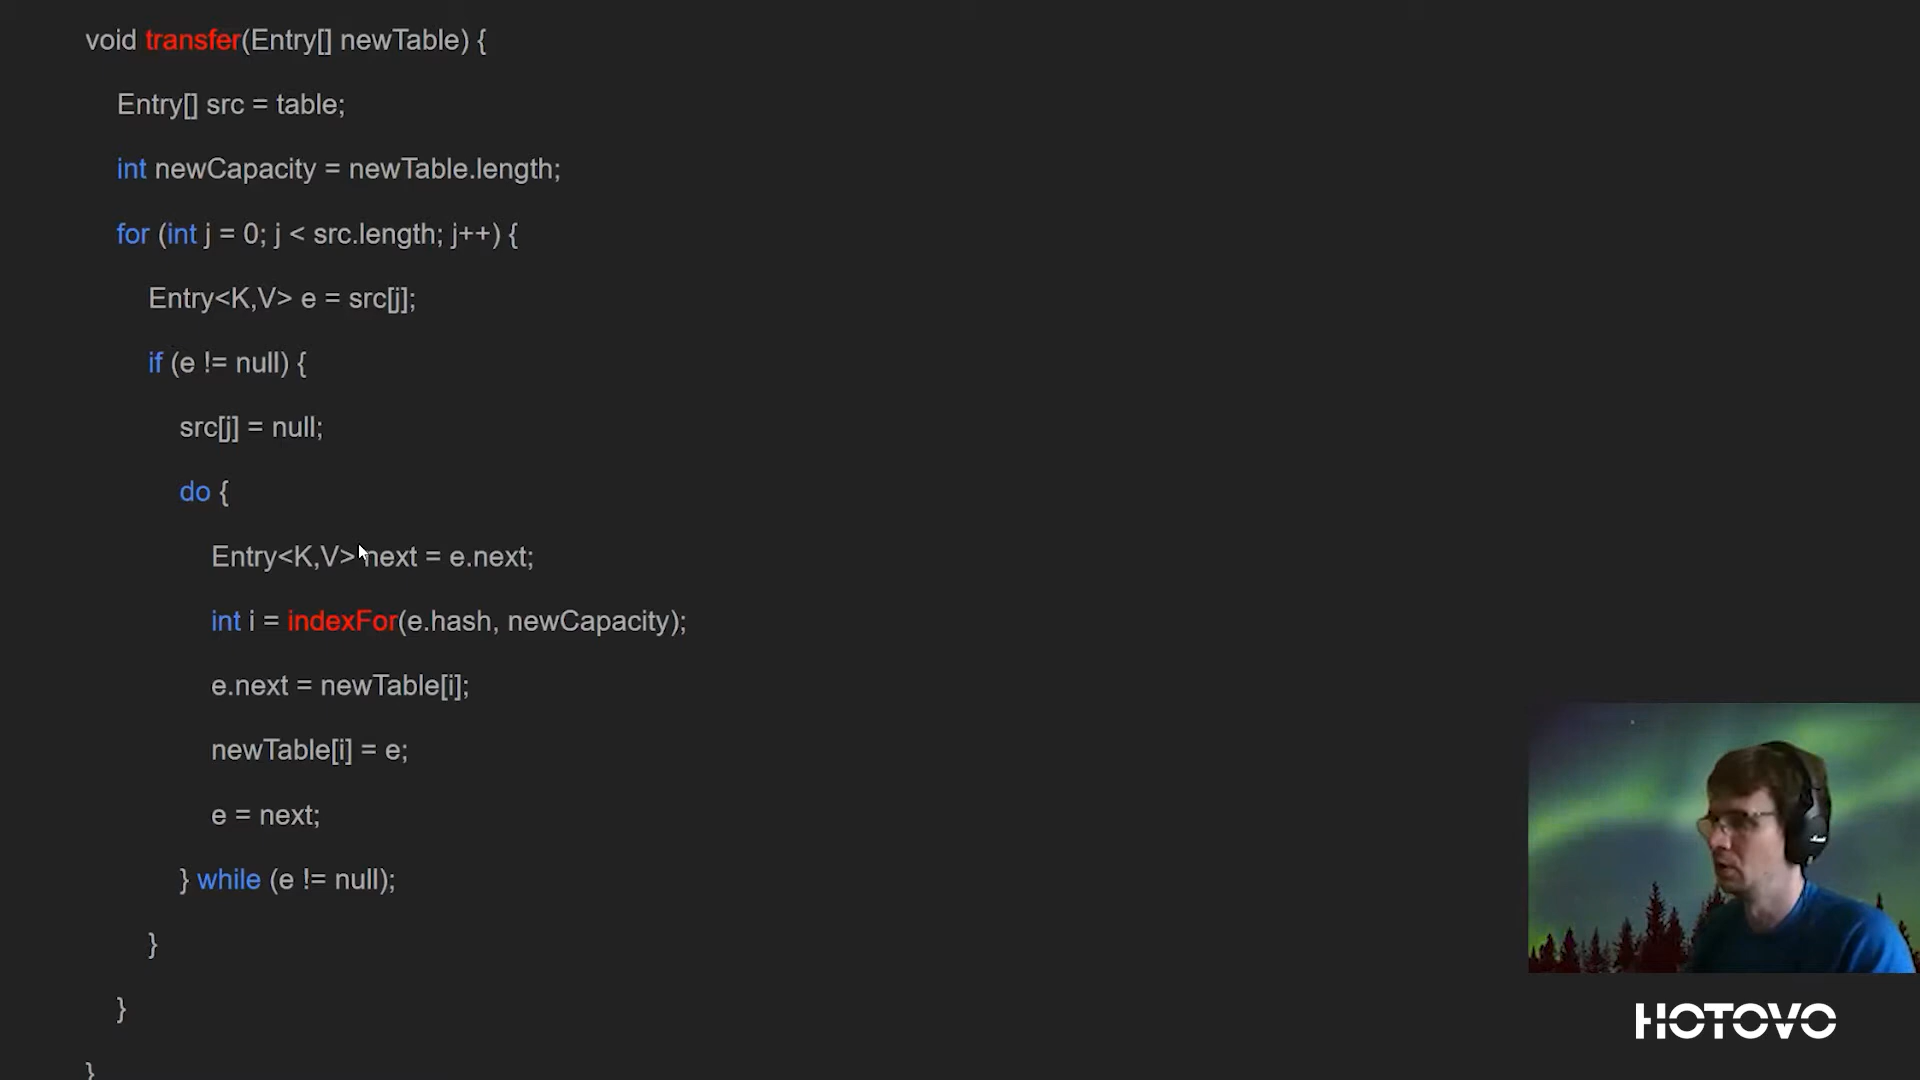 void transfer(Entry[] newTable) {
Entry[] src = table;
int newCapacity = newTable.length;
for (int j = 0; j < src.length; j++) {
Entry<K,V> e = src[j];
if (e != null) {
src[j] = null;
do {
Entry<K,V> next = e.next;
int i = indexFor(e.hash, newCapacity);
e.next = newTable[i];
newTable[i] = e;
e = next;
} while (e != null);
}
}
}
HOTOVO